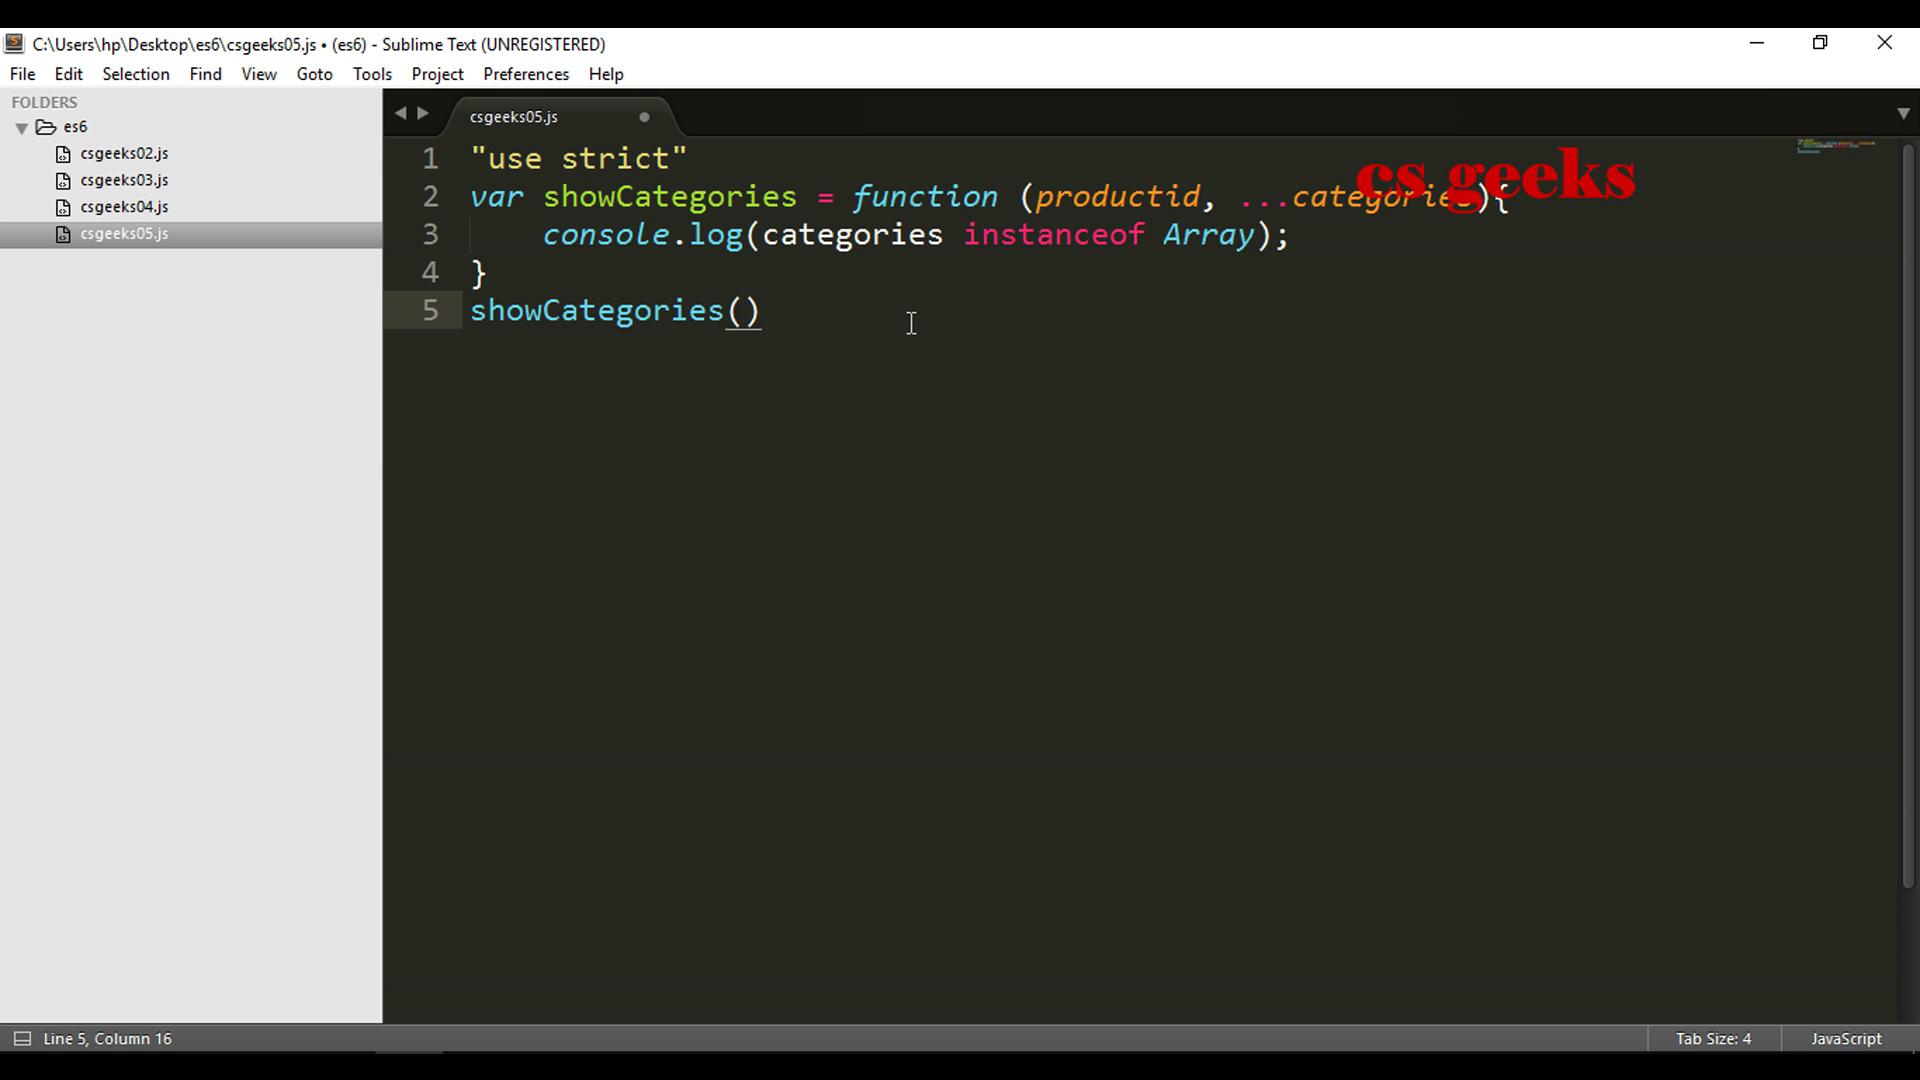 C:\Users\hp\Desktop\es6\csgeeks05.js • (es6) - Sublime Text (UNREGISTERED)
File Edit Selection Find View Goto Tools Project Preferences Help
FOLDERS
es6
csgeeks02.js
csgeeks03.js
csgeeks04.js
csgeeks05.js
csgeeks05.js
cs geeks
1 "use strict"
2 var showCategories = function (productid, ...categories){
3 console.log(categories instanceof Array);
4 }
5 showCategories()
Line 5, Column 16
Tab Size: 4
JavaScript